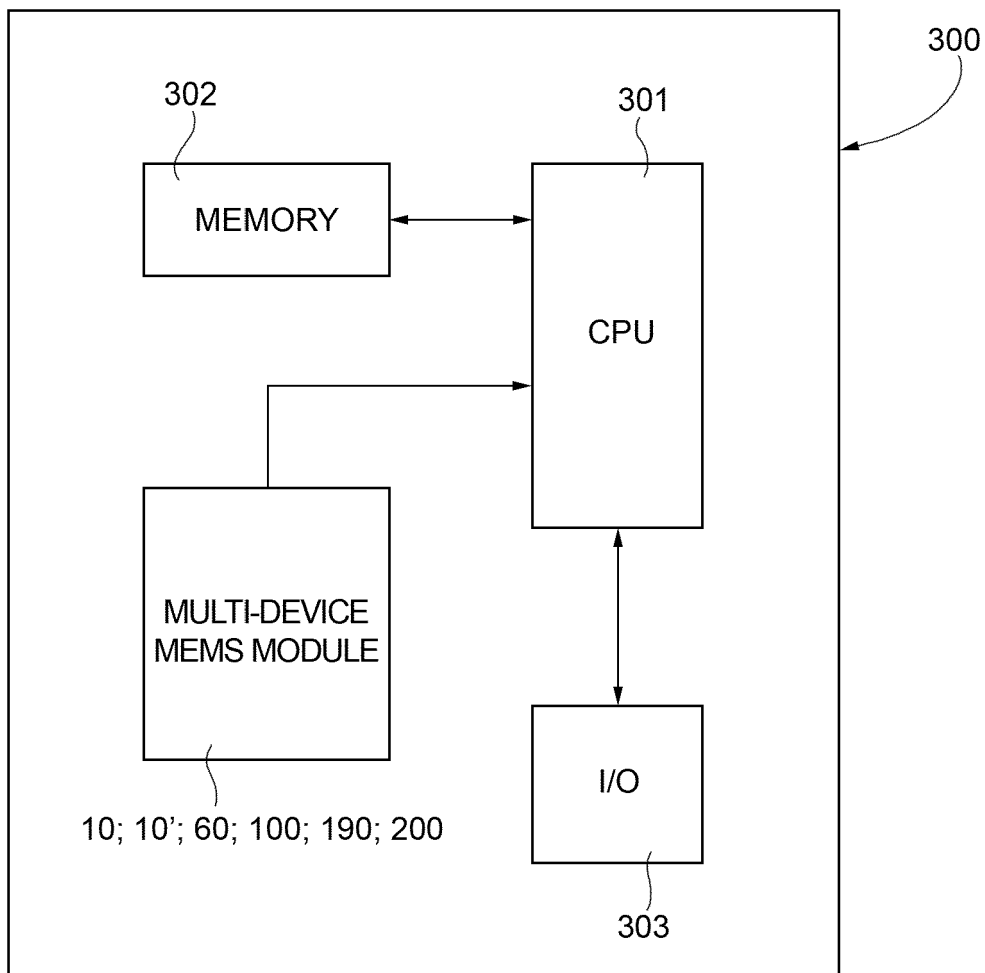 300
302
301
MEMORY
CPU
MULTI-DEVICE
MEMS MODULE
I/O
10; 10’; 60; 100; 190; 200
303